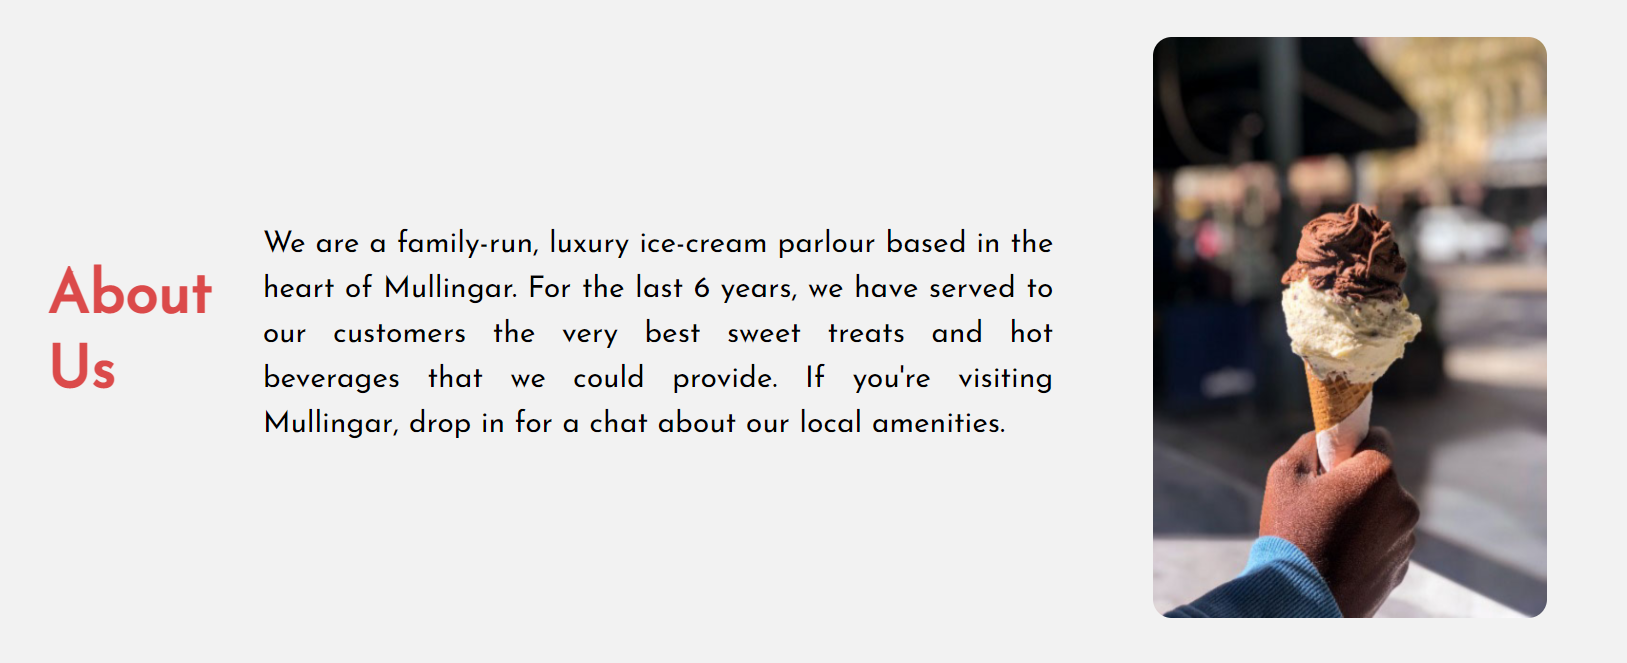 About
Us
We are a family-run, luxury ice-cream parlour based in the
heart of Mullingar. For the last 6 years, we have served to
our customers the very best sweet treats and hot
beverages that we could provide. If you're visiting
Mullingar, drop in for a chat about our local amenities.